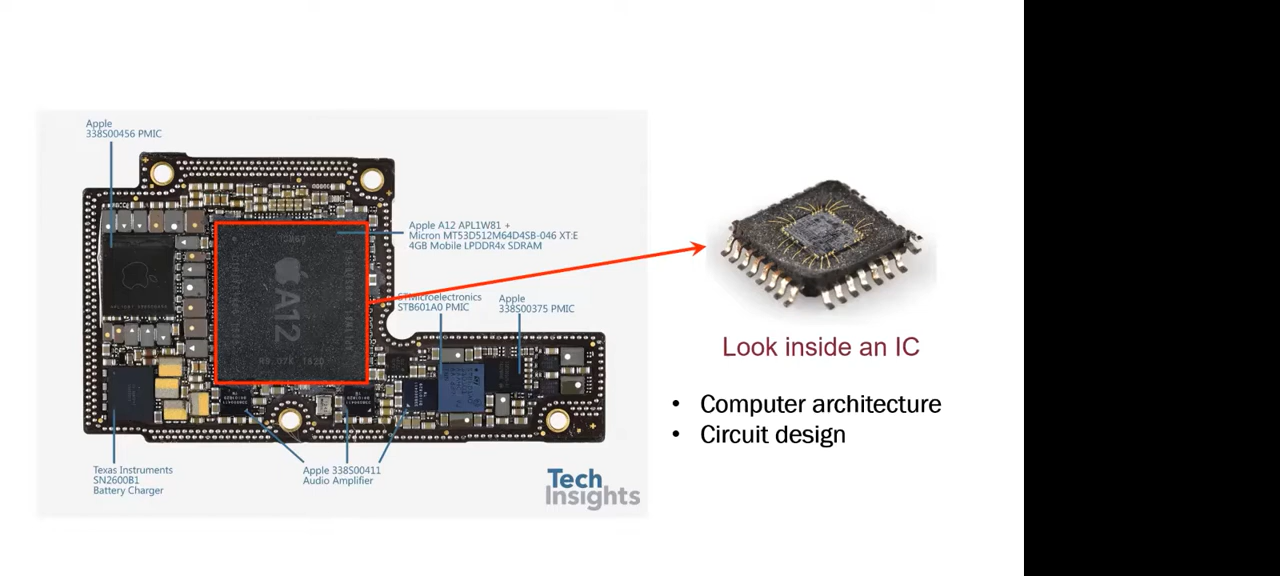 Apple
338S00456 PMIC
Apple A12 APL1W81 +
Micron MT53D512M64D4SB-046 XT:E
4GB Mobile LPDDR4x SDRAM
A12
STMicroelectronics
STB601A0 PMIC
Apple
338S00375 PMIC
Look inside an IC
• Computer architecture
• Circuit design
Texas Instruments
SN2600B1
Battery Charger
Apple 338S00411
Audio Amplifier
Tech
Insights